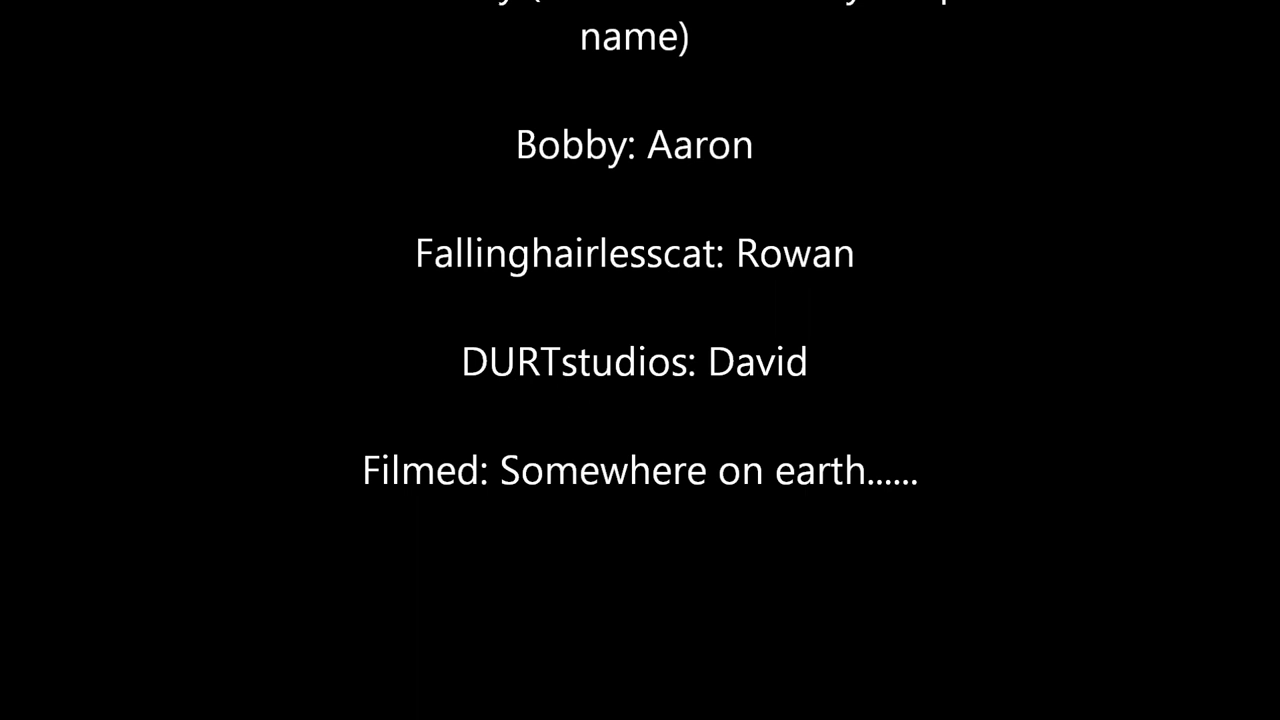 name)
Bobby: Aaron
Fallinghairlesscat: Rowan
DURTstudios: David
Filmed: Somewhere on earth......